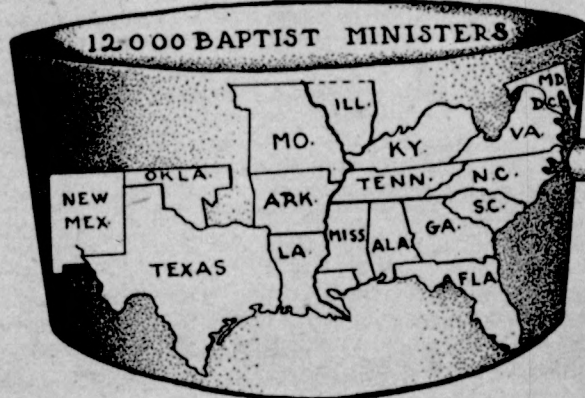 12000 BAPTIST MINISTERS
MD.
D.C.
ILL.
VA.
MO.
KY.
OKLA.
TENN.
N.C.
NEW
MEX.
ARK.
S.C.
MISS
ALA
GA.
LA.
TEXAS
FLA.